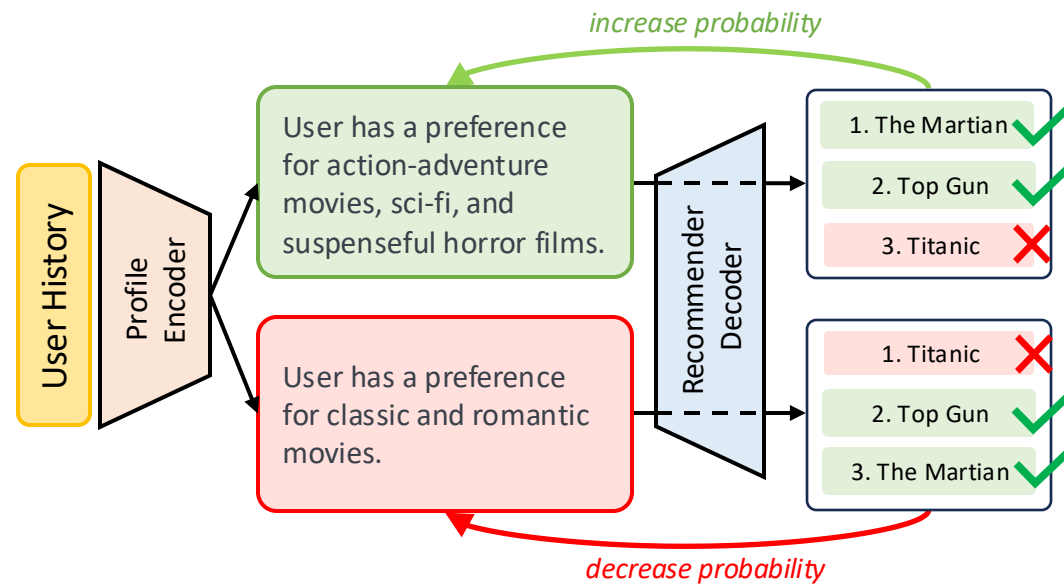 increase probability
User History
Profile
Encoder
User has a preference
for action-adventure
movies, sci-fi, and
suspenseful horror films.
User has a preference
for classic and romantic
movies.
Recommender
Decoder
1. The Martian
2. Top Gun
3. Titanic
1. Titanic
2. Top Gun
3. The Martian
decrease probability